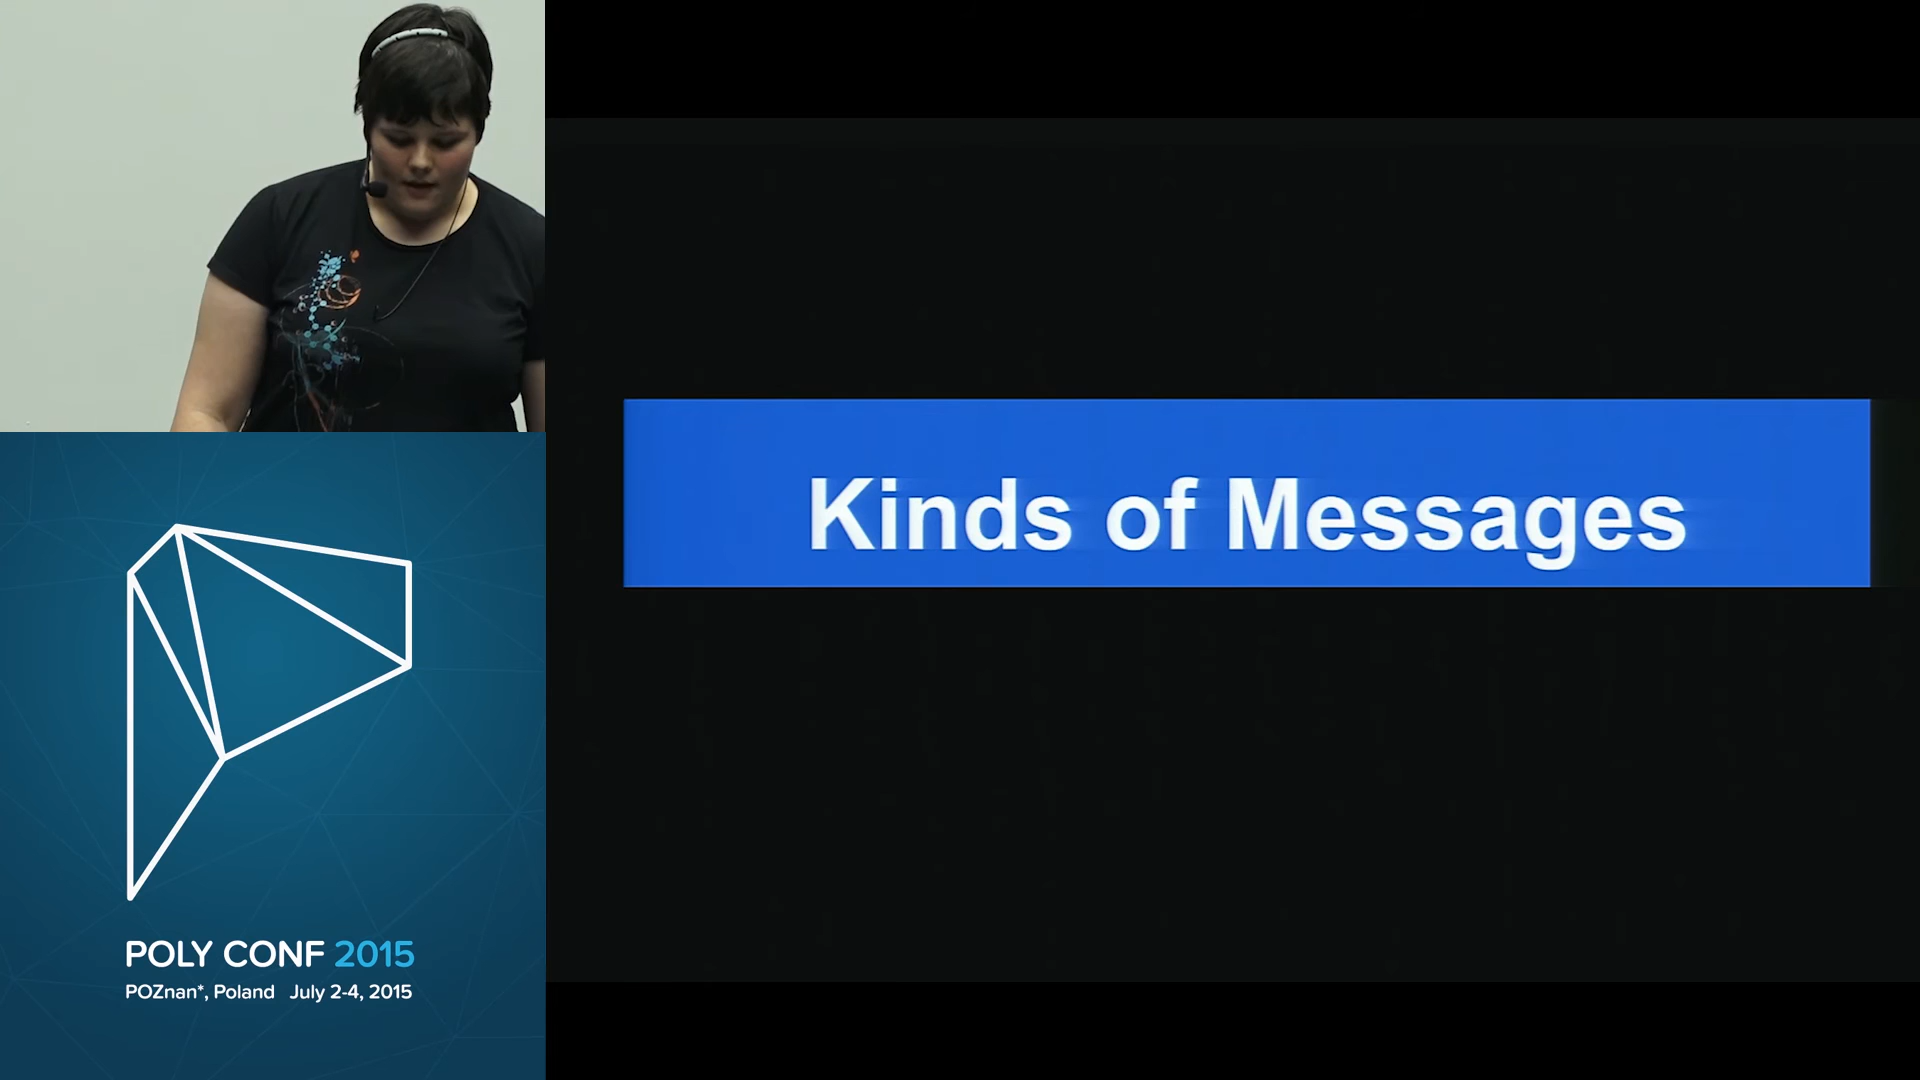 Kinds of Messages
POLY CONF 2015
POZnan*, Poland July 2-4, 2015